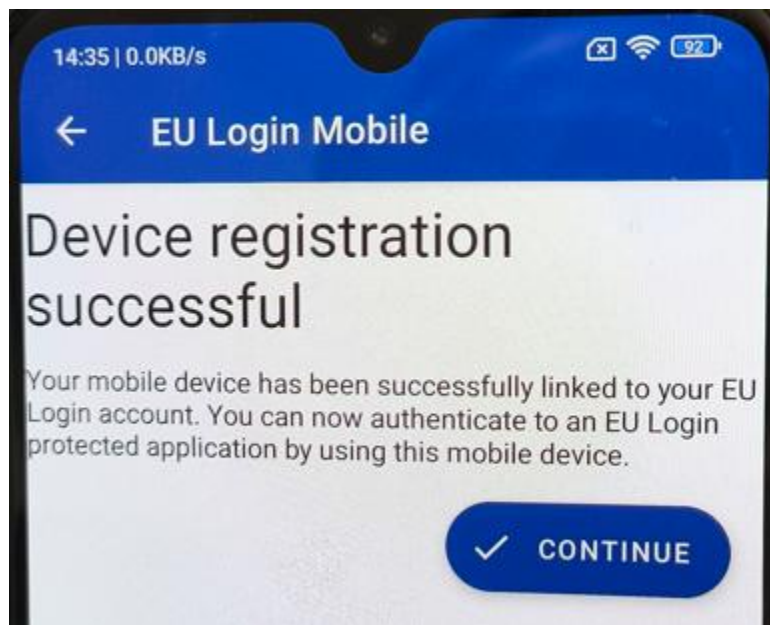 14:35 | 0.0KB/s
92
EU Login Mobile
Device registration
successful
Your mobile device has been successfully linked to your EU
Login account. You can now authenticate to an EU Login
protected application by using this mobile device.
CONTINUE